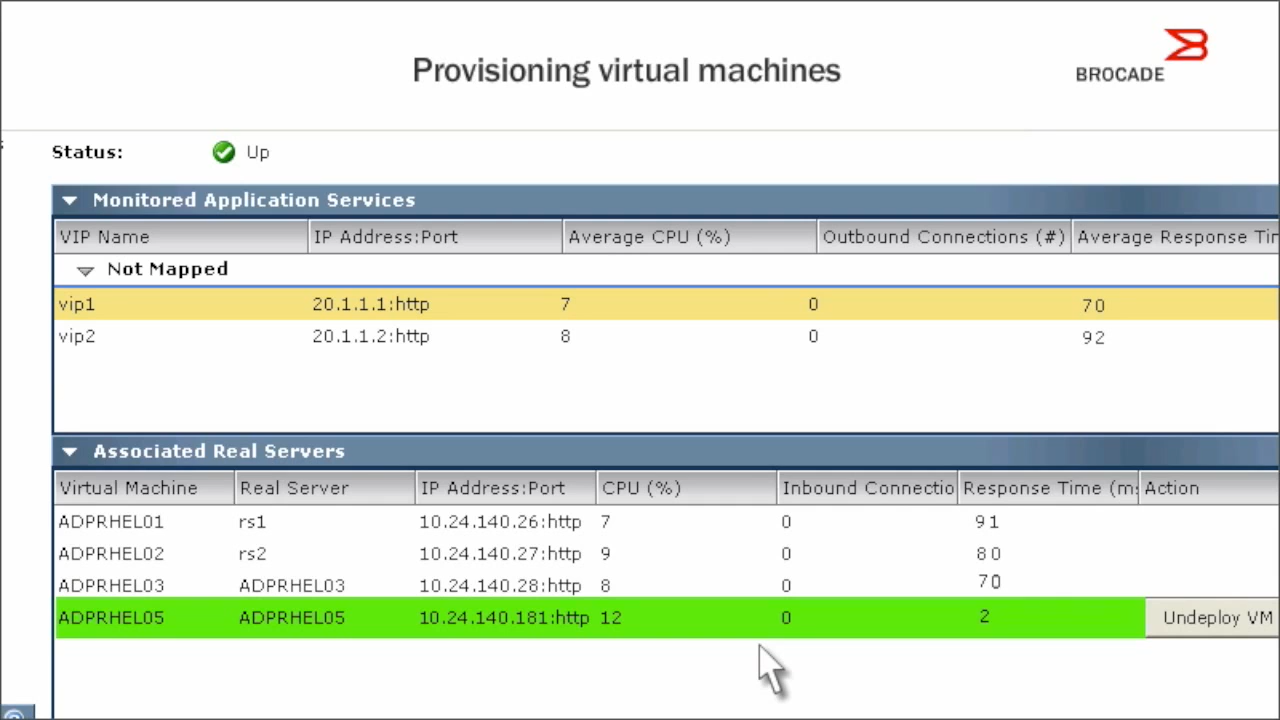 Provisioning virtual machines
BROCADE
Status: Up
Monitored Application Services
VIP Name IP Address:Port Average CPU (%) Outbound Connections (#) Average Response
Not Mapped
vip1 20.1.1.1:http 7 0 70
vip2 20.1.1.2:http 8 0 92
Associated Real Servers
Virtual Machine Real Server IP Address:Port CPU (%) Inbound Connectio Response Time (ms Action
ADPRHEL01 rs1 10.24.140.26:http 7 0 91
ADPRHEL02 rs2 10.24.140.27:http 9 0 80
ADPRHEL03 ADPRHEL03 10.24.140.28:http 8 0 70
ADPRHEL05 ADPRHEL05 10.24.140.181:http 12 0 2 Undeploy VM